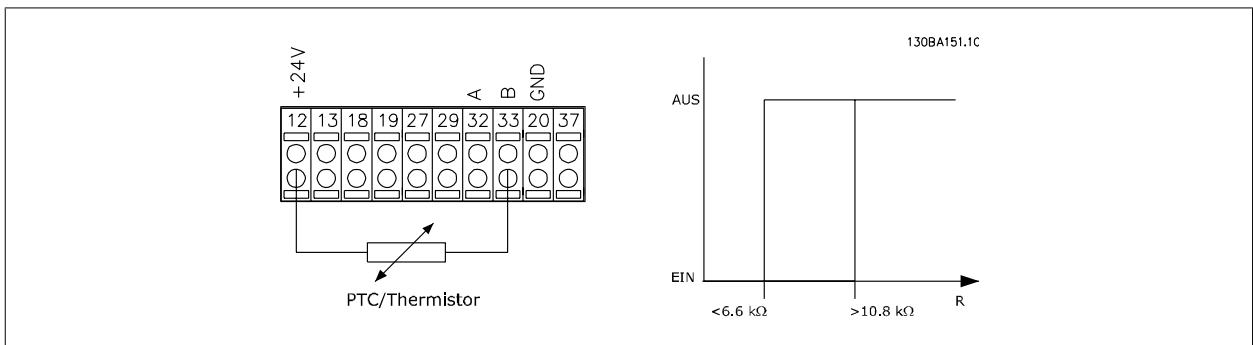 130BA151.1C
+24V
A
B
GND
12 13 18 19 27 29 32 33 20 37
PTC/Thermistor
AUS
EIN
<6.6 kΩ
>10.8 kΩ
R